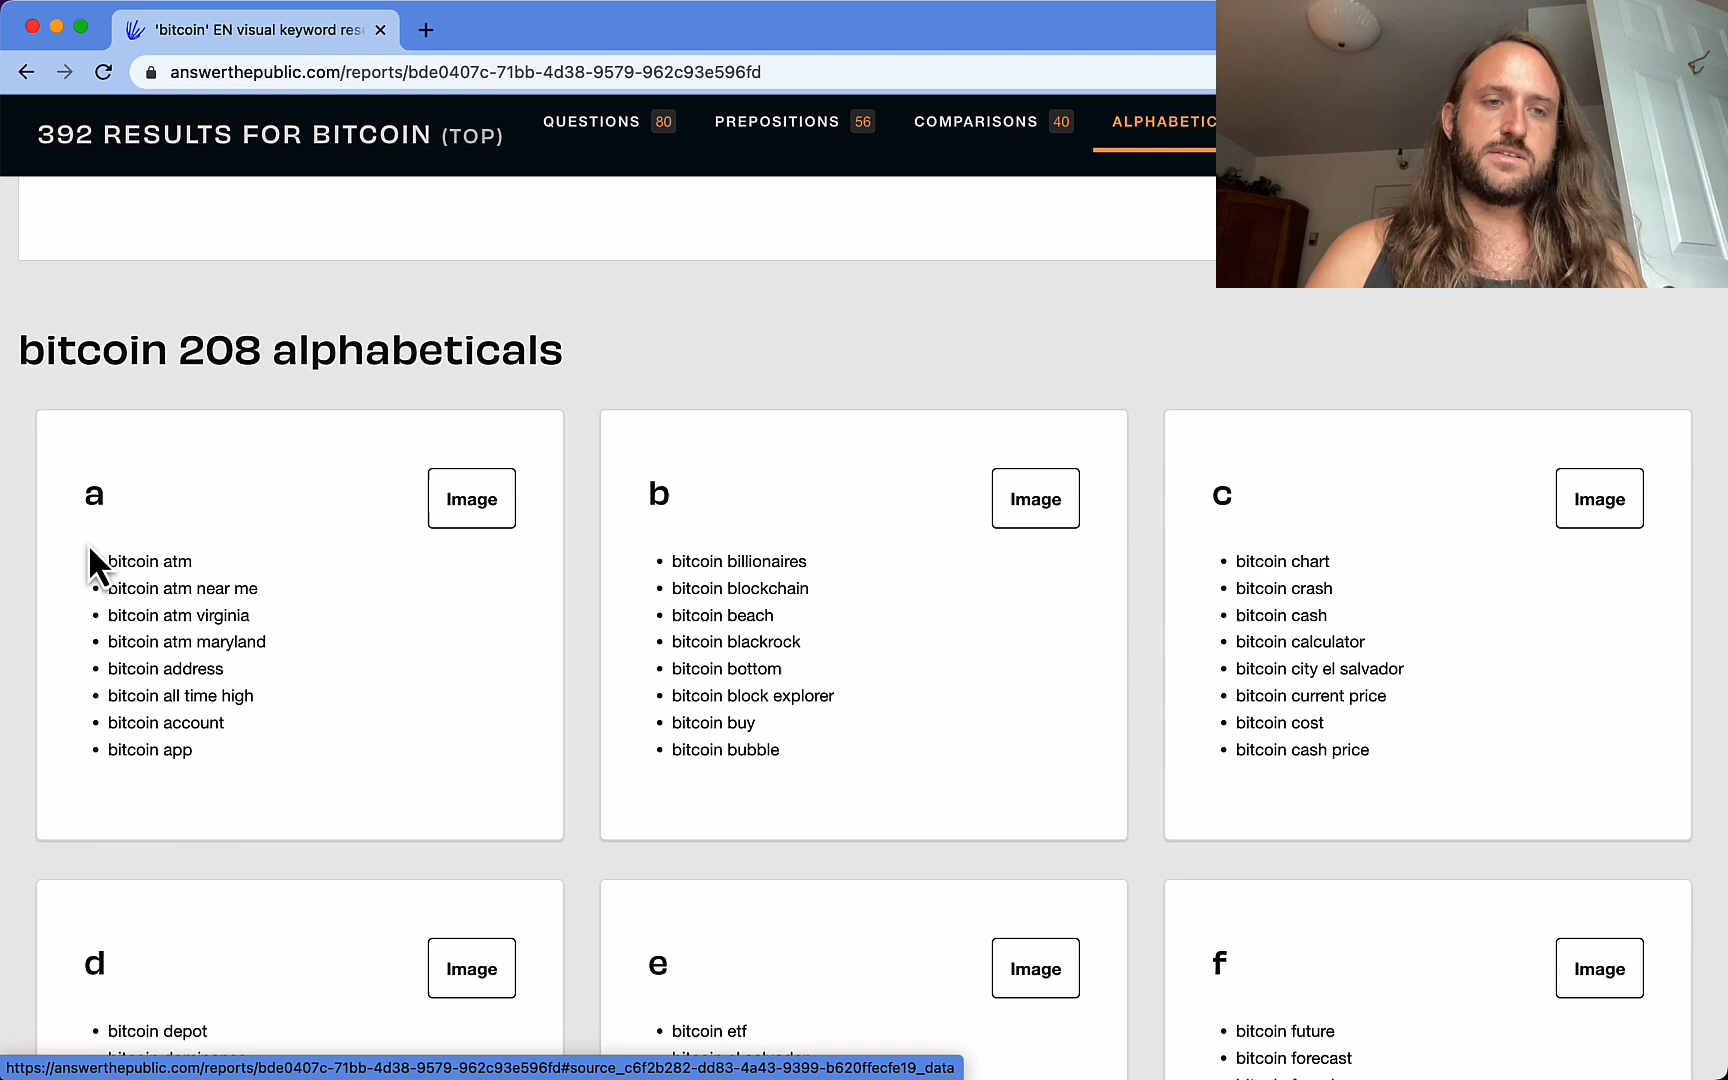 'bitcoin' EN visual keyword res
answerthepublic.com/reports/bde0407c-71bb-4d38-9579-962c93e596fd
392 RESULTS FOR BITCOIN (TOP)
QUESTIONS 80
PREPOSITIONS 56
COMPARISONS 40
ALPHABETIC
bitcoin 208 alphabeticals
a
Image
bitcoin atm
bitcoin atm near me
bitcoin atm virginia
bitcoin atm maryland
bitcoin address
bitcoin all time high
bitcoin account
bitcoin app
b
Image
bitcoin billionaires
bitcoin blockchain
bitcoin beach
bitcoin blackrock
bitcoin bottom
bitcoin block explorer
bitcoin buy
bitcoin bubble
c
Image
bitcoin chart
bitcoin crash
bitcoin cash
bitcoin calculator
bitcoin city el salvador
bitcoin current price
bitcoin cost
bitcoin cash price
d
Image
bitcoin depot
e
Image
bitcoin etf
f
Image
bitcoin future
bitcoin forecast
https://answerthepublic.com/reports/bde0407c-71bb-4d38-9579-962c93e596fd#source_c6f2b282-dd83-4a43-9399-b620ffecfe19_data